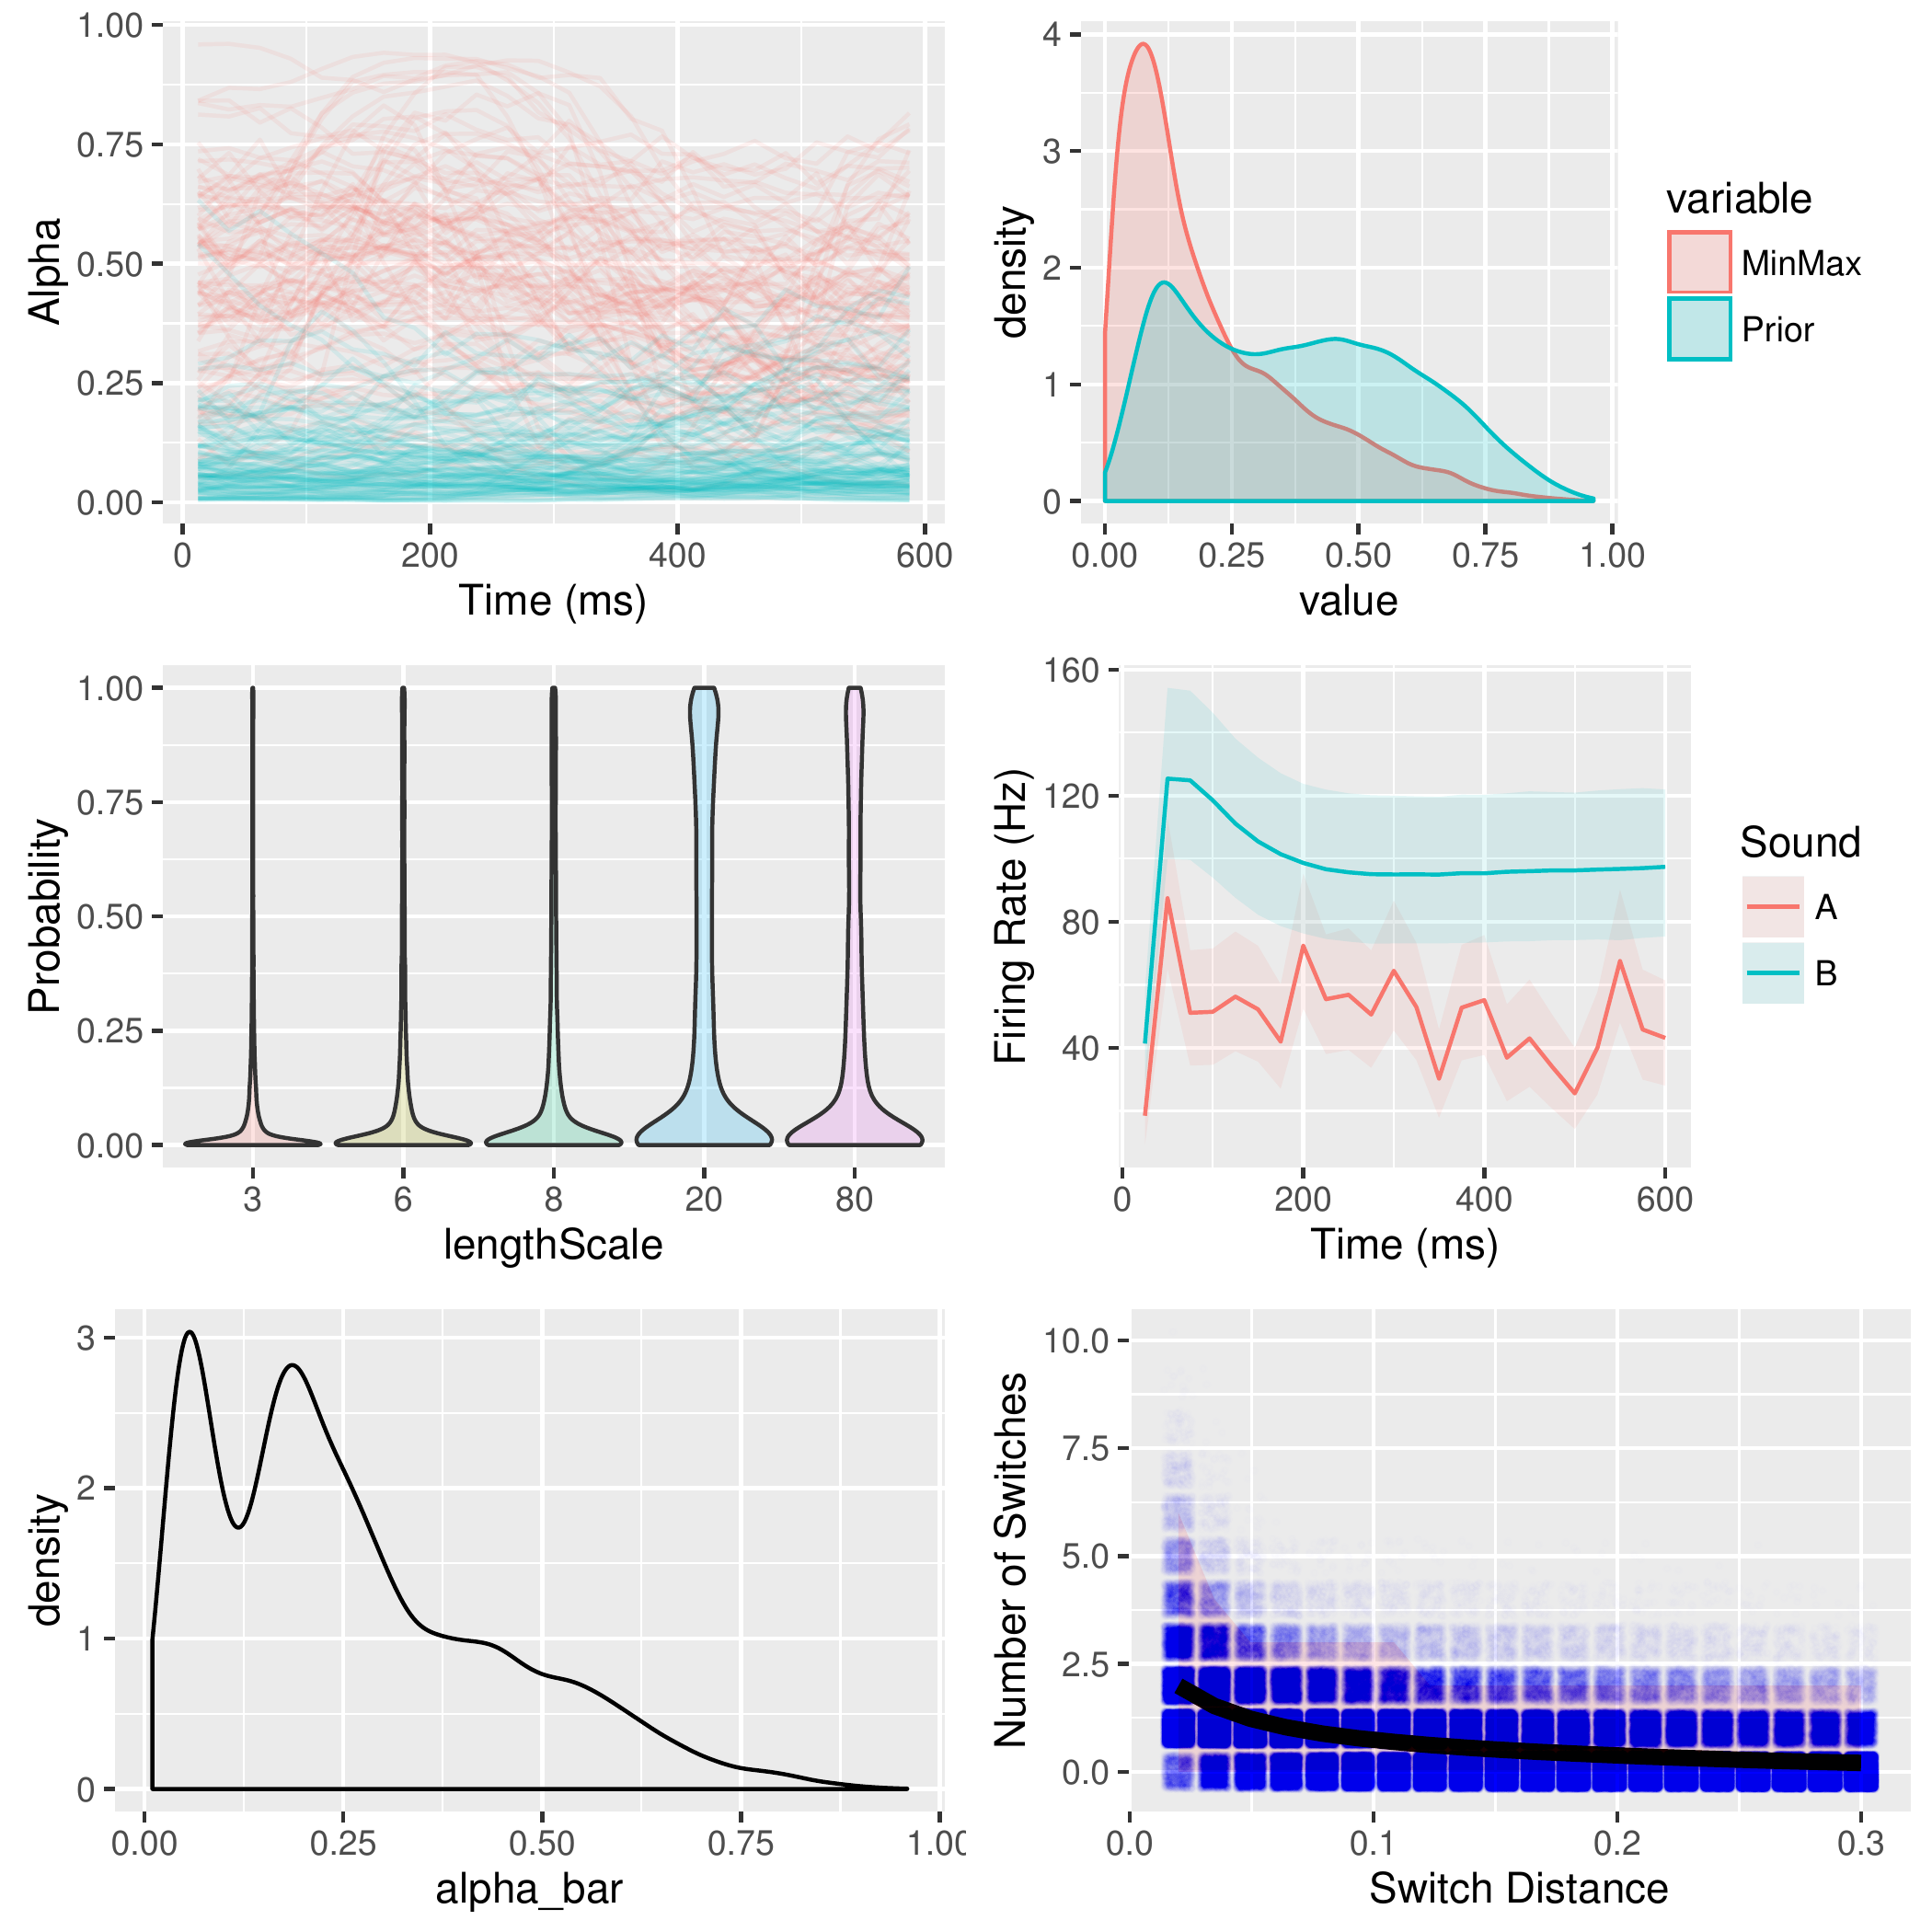 1.00
0.75
0.50
0.25
0.00
Alpha
0 200 400 600
Time (ms)
4
3
2
1
0
density
0.00 0.25 0.50 0.75 1.00
value
variable
MinMax
Prior
1.00
0.75
0.50
0.25
0.00
Probability
3 6 8 20 80
lengthScale
160
120
80
40
Firing Rate (Hz)
0 200 400 600
Time (ms)
Sound
A
B
3
2
1
0
density
0.00 0.25 0.50 0.75 1.00
alpha_bar
10.0
7.5
5.0
2.5
0.0
Number of Switches
0.0 0.1 0.2 0.3
Switch Distance